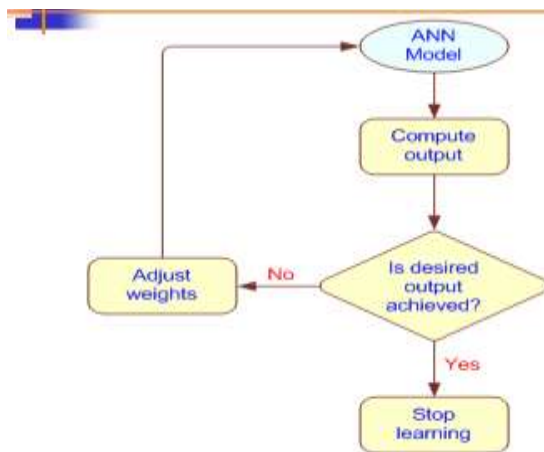 ANN
Model
Compute
output
Is desired
output
achieved?
No
Adjust
weights
Yes
Stop
learning